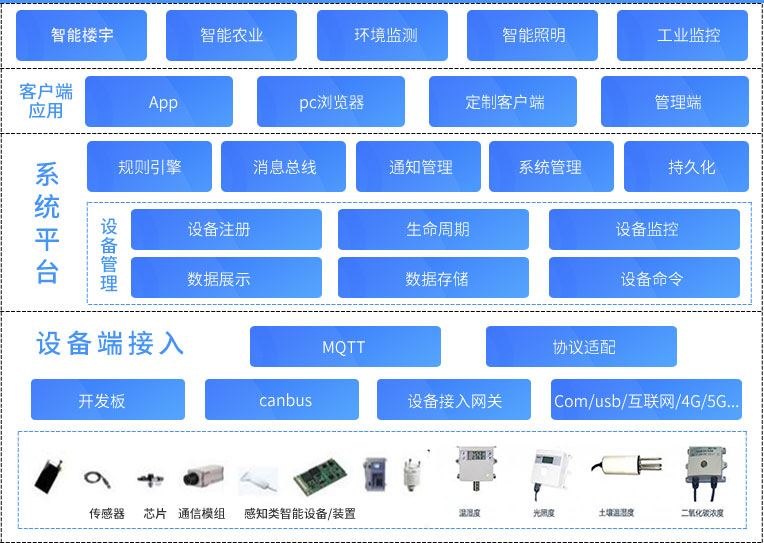 智能楼宇
智能农业
环境监测
智能照明
工业监控
客户端
应用
App
pc浏览器
定制客户端
管理端
系统平台
规则引擎
消息总线
通知管理
系统管理
持久化
设备管理
设备注册
生命周期
设备监控
数据展示
数据存储
设备命令
设备端接入
MQTT
协议适配
开发板
canbus
设备接入网关
Com/usb/互联网/4G/5G...
传感器
芯片
通信模组
感知类智能设备/装置
温湿度
光照度
土壤温湿度
二氧化碳浓度